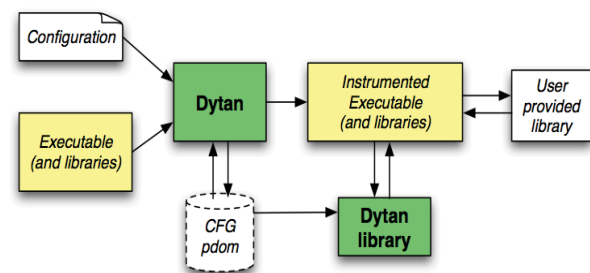 Configuration
Executable
(and libraries)
Dytan
Instrumented
Executable
(and libraries)
User
provided
library
CFG
pdom
Dytan
library